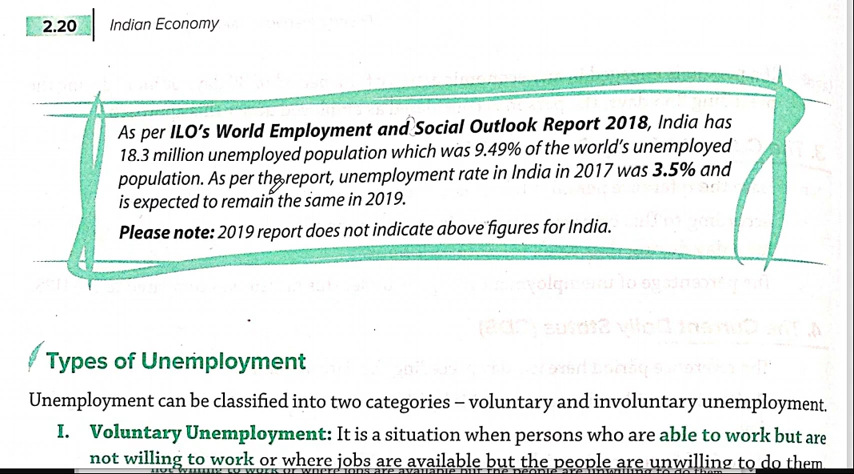 2.20 Indian Economy
As per ILO's World Employment and Social Outlook Report 2018, India has
18.3 million unemployed population which was 9.49% of the world's unemployed
population. As per the report, unemployment rate in India in 2017 was 3.5% and
is expected to remain the same in 2019.
Please note: 2019 report does not indicate above figures for India.
Types of Unemployment
Unemployment can be classified into two categories – voluntary and involuntary unemployment.
I. Voluntary Unemployment: It is a situation when persons who are able to work but are
not willing to work or where jobs are available but the people are unwilling to do them